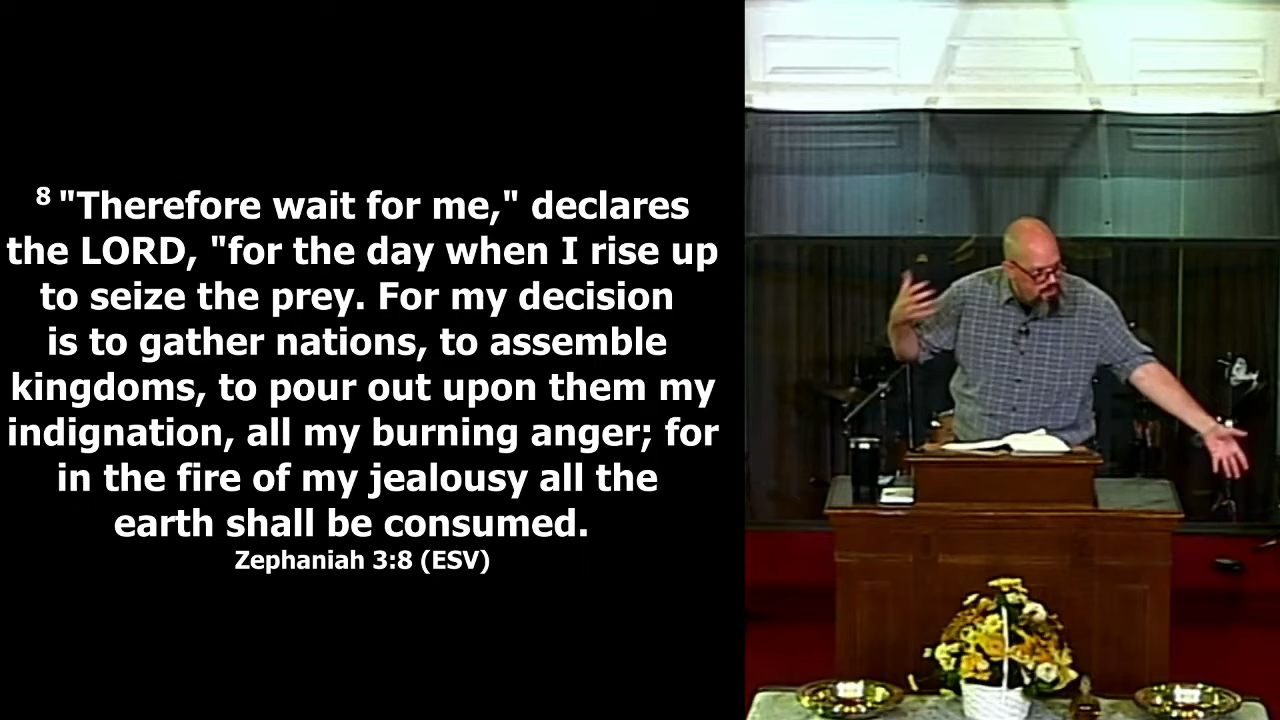 8 "Therefore wait for me," declares
the LORD, "for the day when I rise up
to seize the prey. For my decision
is to gather nations, to assemble
kingdoms, to pour out upon them my
indignation, all my burning anger; for
in the fire of my jealousy all the
earth shall be consumed.
Zephaniah 3:8 (ESV)